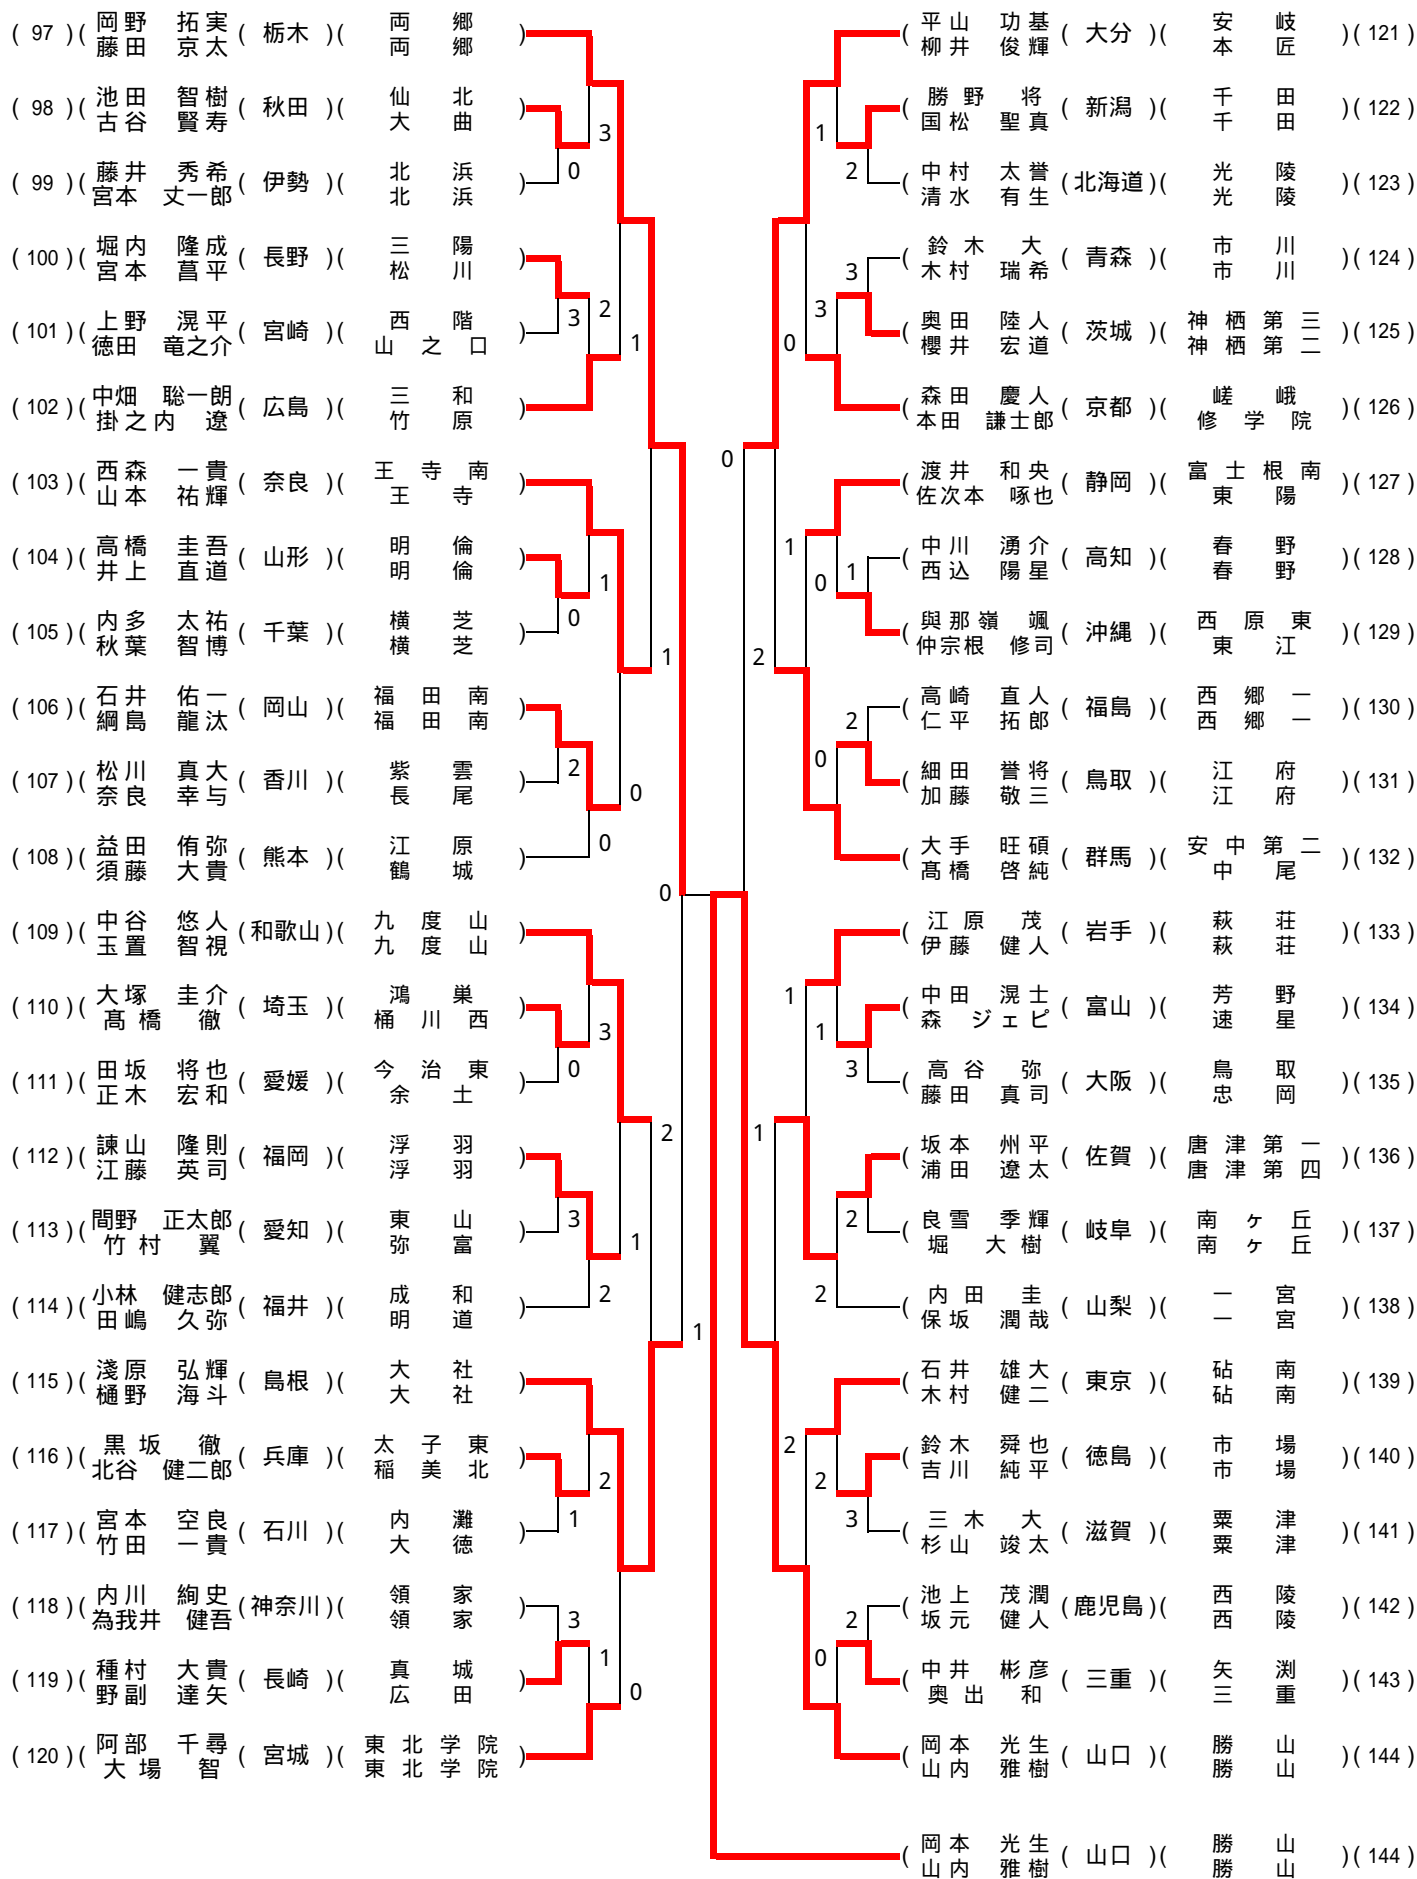 ( 97 )( 岡野 拓実 藤田 京太 ( 栃木 )( 両郷 両郷 )
( 98 )( 池田 智樹 古谷 賢寿 ( 秋田 )( 仙北 大曲 )
( 99 )( 藤井 秀希 宮本 丈一郎 ( 伊勢 )( 北浜 北浜 )
( 100 )( 堀内 隆成 宮本 菖平 ( 長野 )( 三陽 松川 )
( 101 )( 上野 滉平 徳田 竜之介 ( 宮崎 )( 西階 山之口 )
( 102 )( 中畑 聡一朗 掛之内 遼 ( 広島 )( 三和 竹原 )
( 103 )( 西森 一貴 山本 祐輝 ( 奈良 )( 王寺南 王寺 )
( 104 )( 高橋 圭吾 井上 直道 ( 山形 )( 明倫 明倫 )
( 105 )( 内多 太祐 秋葉 智博 ( 千葉 )( 横芝 横芝 )
( 106 )( 石井 佑一 綱島 龍汰 ( 岡山 )( 福田南 福田南 )
( 107 )( 松川 真大 奈良 幸与 ( 香川 )( 紫雲 長尾 )
( 108 )( 益田 侑弥 須藤 大貴 ( 熊本 )( 江原 鶴城 )
( 109 )( 中谷 悠人 玉置 智視 ( 和歌山 )( 九度山 九度山 )
( 110 )( 大塚 圭介 髙橋 徹 ( 埼玉 )( 鴻巣 桶川西 )
( 111 )( 田坂 将也 正木 宏和 ( 愛媛 )( 今治東 余土 )
( 112 )( 諫山 隆則 江藤 英司 ( 福岡 )( 浮羽 浮羽 )
( 113 )( 間野 正太郎 竹村 翼 ( 愛知 )( 東山 弥富 )
( 114 )( 小林 健志郎 田嶋 久弥 ( 福井 )( 成和 明道 )
( 115 )( 淺原 弘輝 樋野 海斗 ( 島根 )( 大社 大社 )
( 116 )( 黒坂 徹 北谷 健二郎 ( 兵庫 )( 太子東 稲美北 )
( 117 )( 宮本 空良 竹田 一貴 ( 石川 )( 内灘 大徳 )
( 118 )( 内川 絢史 為我井 健吾 ( 神奈川 )( 領家 領家 )
( 119 )( 種村 大貴 野副 達矢 ( 長崎 )( 真城 広田 )
( 120 )( 阿部 千尋 大場 智 ( 宮城 )( 東北学院 東北学院 )
3
0
2
3
1
1
0
1
2
0
0
0
3
0
2
3
1
2
1
2
1
3
1
0
( 平山 功基 柳井 俊輝 ( 大分 )( 安岐 本匠 )( 121 )
( 勝野 将 国松 聖真 ( 新潟 )( 千田 千田 )( 122 )
( 中村 太誉 清水 有生 ( 北海道 )( 光陵 光陵 )( 123 )
( 鈴木 大 木村 瑞希 ( 青森 )( 市川 市川 )( 124 )
( 奥田 陸人 櫻井 宏道 ( 茨城 )( 神栖第三 神栖第二 )( 125 )
( 森田 慶人 本田 謙士郎 ( 京都 )( 嵯峨 修学院 )( 126 )
( 渡井 和央 佐次本 啄也 ( 静岡 )( 富士根南 東陽 )( 127 )
( 中川 湧介 西込 陽星 ( 高知 )( 春野 春野 )( 128 )
( 與那嶺 颯 仲宗根 修司 ( 沖縄 )( 西原東 東江 )( 129 )
( 高崎 直人 仁平 拓郎 ( 福島 )( 西郷一 西郷一 )( 130 )
( 細田 誉将 加藤 敬三 ( 鳥取 )( 江府 江府 )( 131 )
( 大手 旺碩 髙橋 啓純 ( 群馬 )( 安中第二 中尾 )( 132 )
( 江原 茂 伊藤 健人 ( 岩手 )( 萩荘 萩荘 )( 133 )
( 中田 滉士 森 ジェピ ( 富山 )( 芳野 速星 )( 134 )
( 高谷 弥 藤田 真司 ( 大阪 )( 鳥取 忠岡 )( 135 )
( 坂本 州平 浦田 遼太 ( 佐賀 )( 唐津第一 唐津第四 )( 136 )
( 良雪 季輝 堀 大樹 ( 岐阜 )( 南ヶ丘 南ヶ丘 )( 137 )
( 内田 圭 保坂 潤哉 ( 山梨 )( 一宮 一宮 )( 138 )
( 石井 雄大 木村 健二 ( 東京 )( 砧南 砧南 )( 139 )
( 鈴木 舜也 吉川 純平 ( 徳島 )( 市場 市場 )( 140 )
( 三木 大 杉山 竣太 ( 滋賀 )( 粟津 粟津 )( 141 )
( 池上 茂潤 坂元 健人 ( 鹿児島 )( 西陵 西陵 )( 142 )
( 中井 彬彦 奥出 和 ( 三重 )( 矢渕 三重 )( 143 )
( 岡本 光生 山内 雅樹 ( 山口 )( 勝山 勝山 )( 144 )
1
2
3
3
0
0
1
0
1
2
2
0
1
1
3
1
2
2
2
2
3
2
0
( 岡本 光生 山内 雅樹 ( 山口 )( 勝山 勝山 )( 144 )